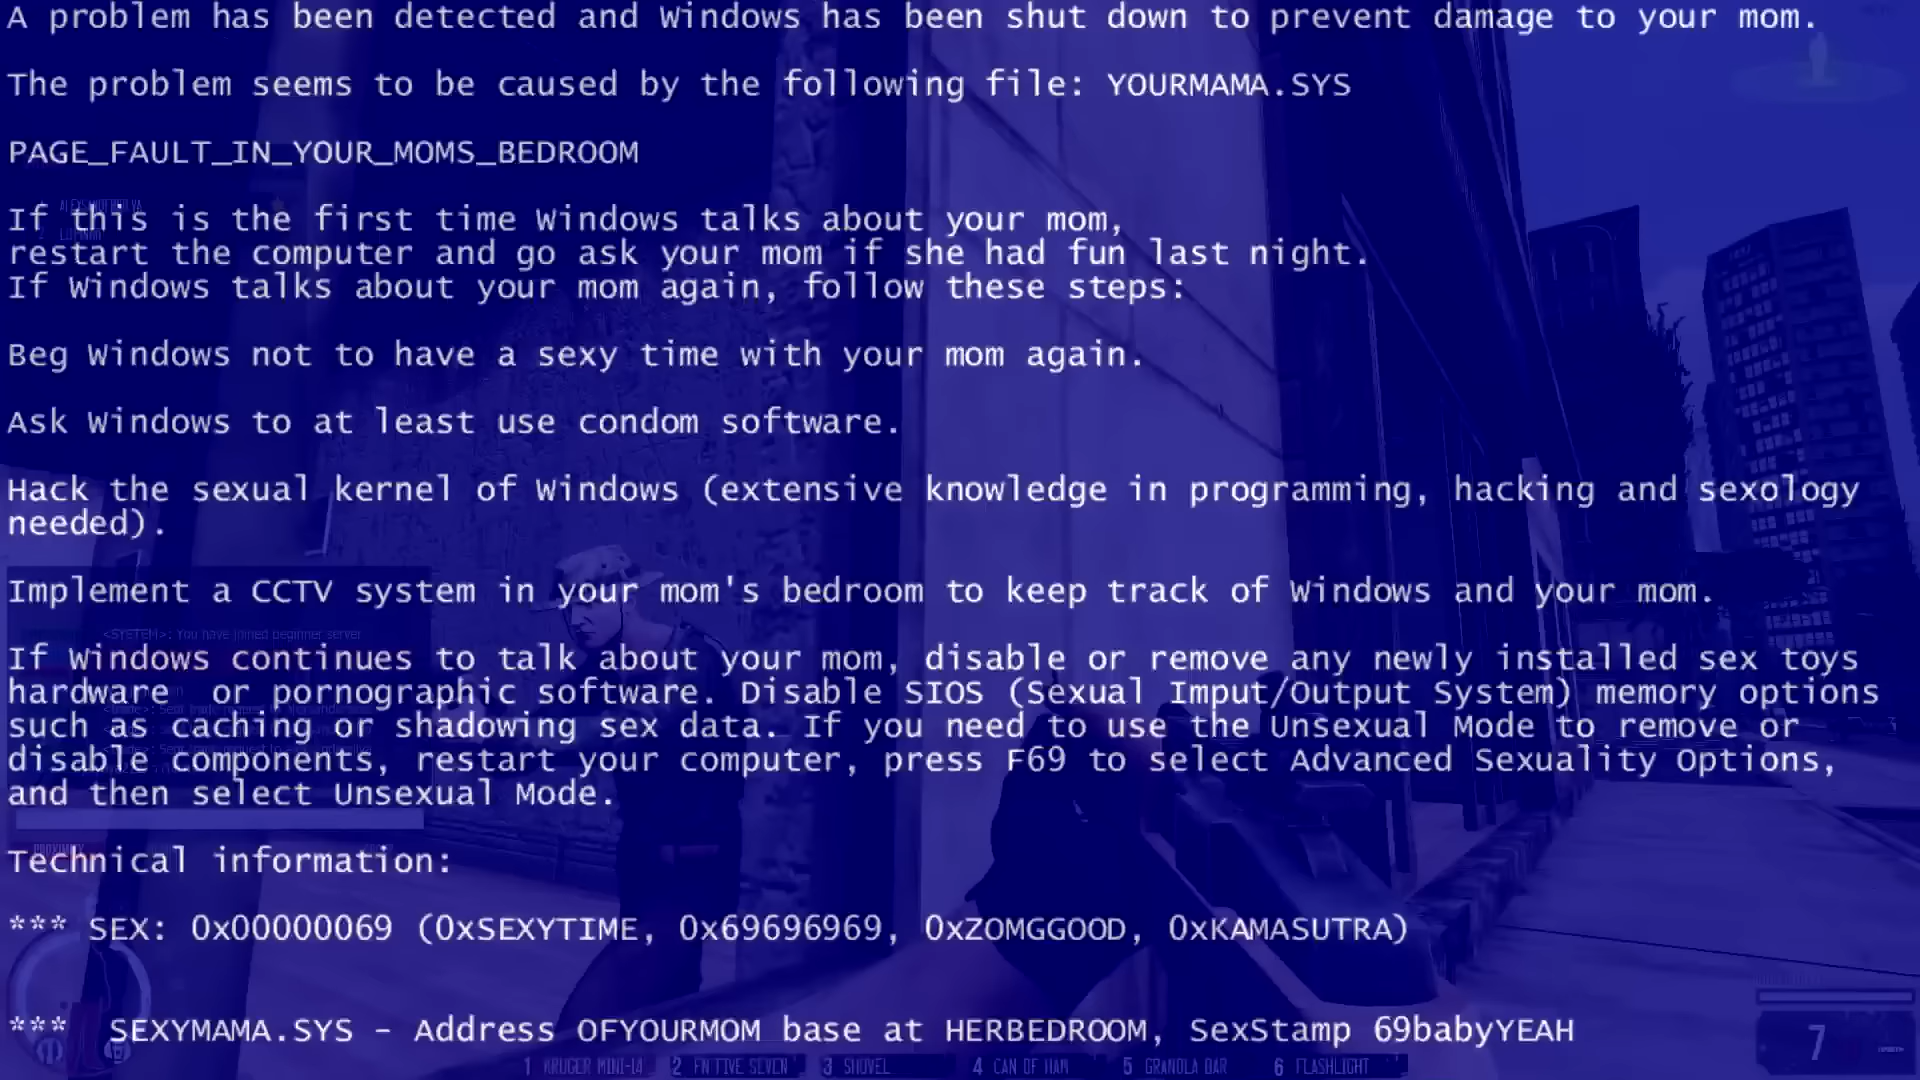 A problem has been detected and Windows has been shut down to prevent damage to your mom.
The problem seems to be caused by the following file: YOURMAMA.SYS
PAGE_FAULT_IN_YOUR_MOMS_BEDROOM
If this is the first time Windows talks about your mom,
restart the computer and go ask your mom if she had fun last night.
If Windows talks about your mom again, follow these steps:
Beg Windows not to have a sexy time with your mom again.
Ask Windows to at least use condom software.
Hack the sexual kernel of Windows (extensive knowledge in programming, hacking and sexology
needed).
Implement a CCTV system in your mom's bedroom to keep track of Windows and your mom.
<SYSTEM>: You have joined beginner server
If Windows continues to talk about your mom, disable or remove any newly installed sex toys
hardware  or pornographic software. Disable SIOS (Sexual Imput/Output System) memory options
such as caching or shadowing sex data. If you need to use the Unsexual Mode to remove or
disable components, restart your computer, press F69 to select Advanced Sexuality Options,
and then select Unsexual Mode.
Technical information:
*** SEX: 0x00000069 (0xSEXYTIME, 0x69696969, 0xZOMGGOOD, 0xKAMASUTRA)
***  SEXYMAMA.SYS - Address OFYOURMOM base at HERBEDROOM, SexStamp 69babyYEAH
7
1 KRUGER MINI-14 2 FN FIVE SEVEN 3 SHOVEL 4 CAN OF HAM 5 GRANOLA BAR 6 FLASHLIGHT